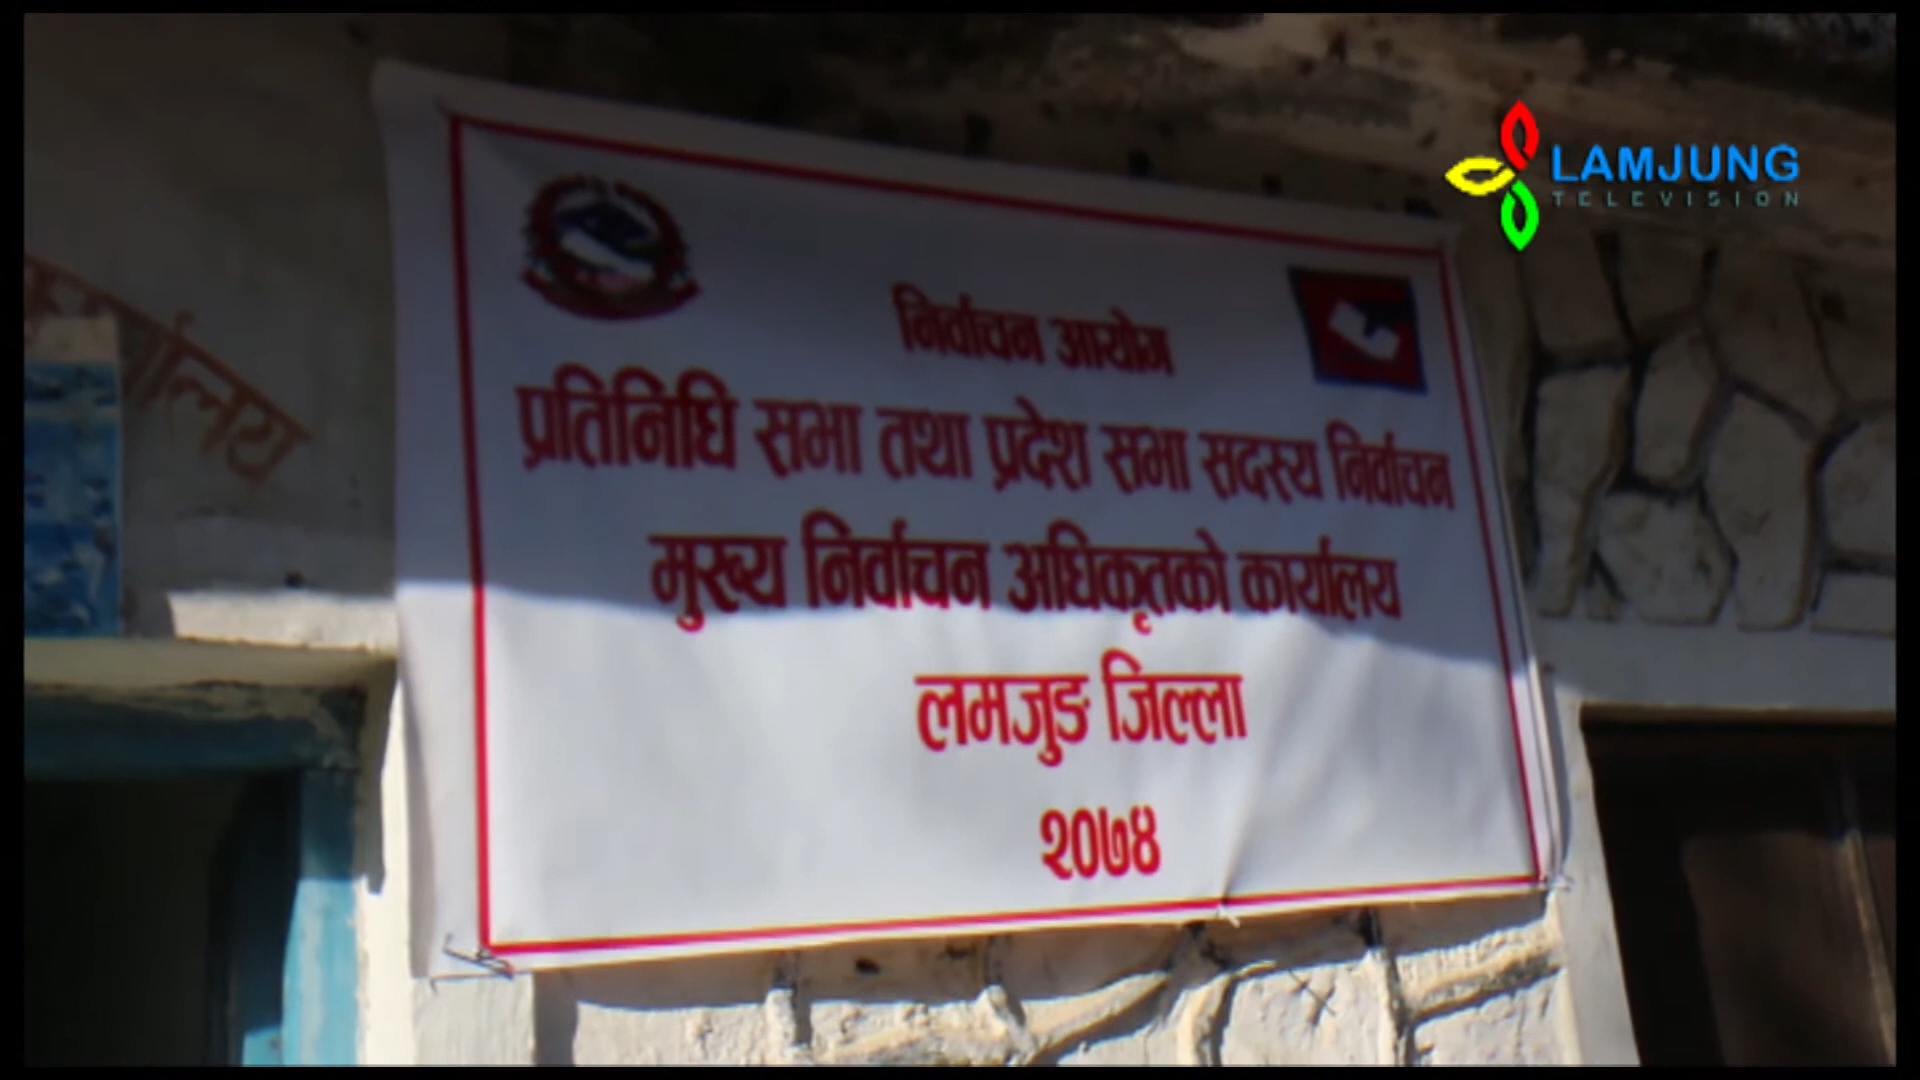 LAMJUNG
TELEVISION
निर्वाचन आयोग
प्रतिनिधि सभा तथा प्रदेश सभा सदस्य निर्वाचन
मुख्य निर्वाचन अधिकृतको कार्यालय
लमजुङ जिल्ला
२०७४